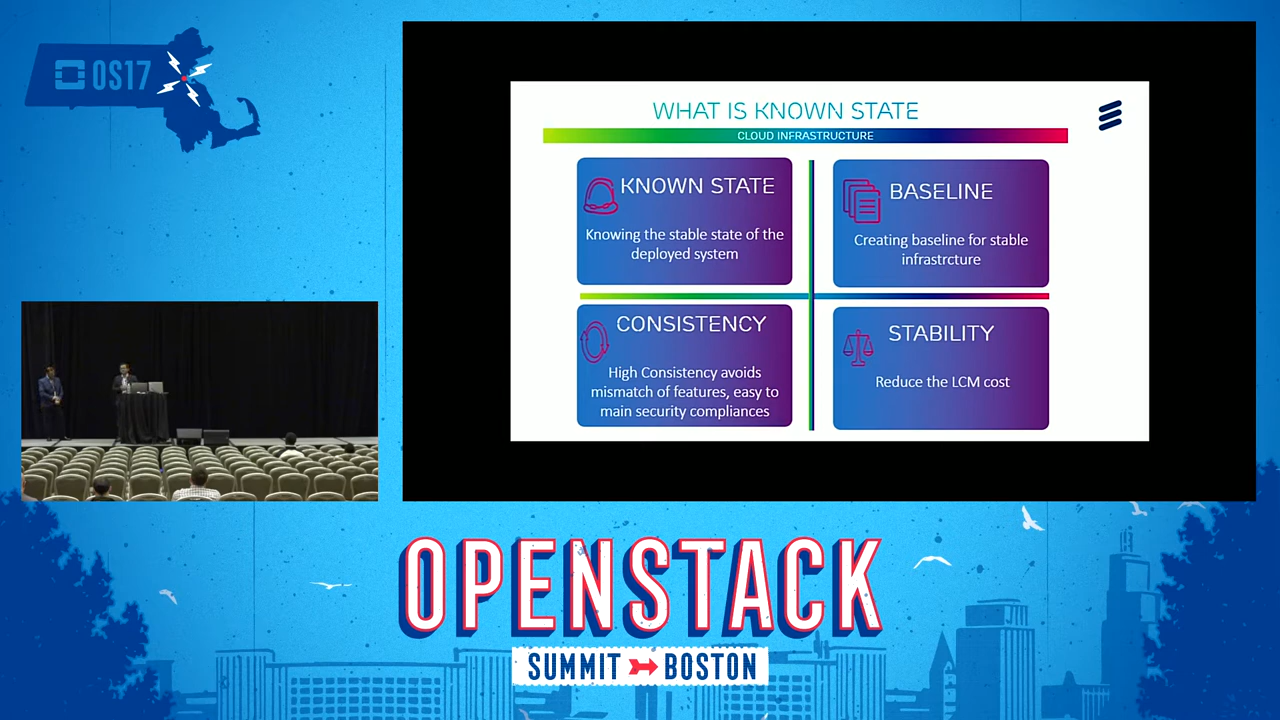 OS17
WHAT IS KNOWN STATE
CLOUD INFRASTRUCTURE
KNOWN STATE
Knowing the stable state of the
deployed system
BASELINE
Creating baseline for stable
infrastrcture
CONSISTENCY
High Consistency avoids
mismatch of features, easy to
main security compliances
STABILITY
Reduce the LCM cost
OPENSTACK
SUMMIT BOSTON